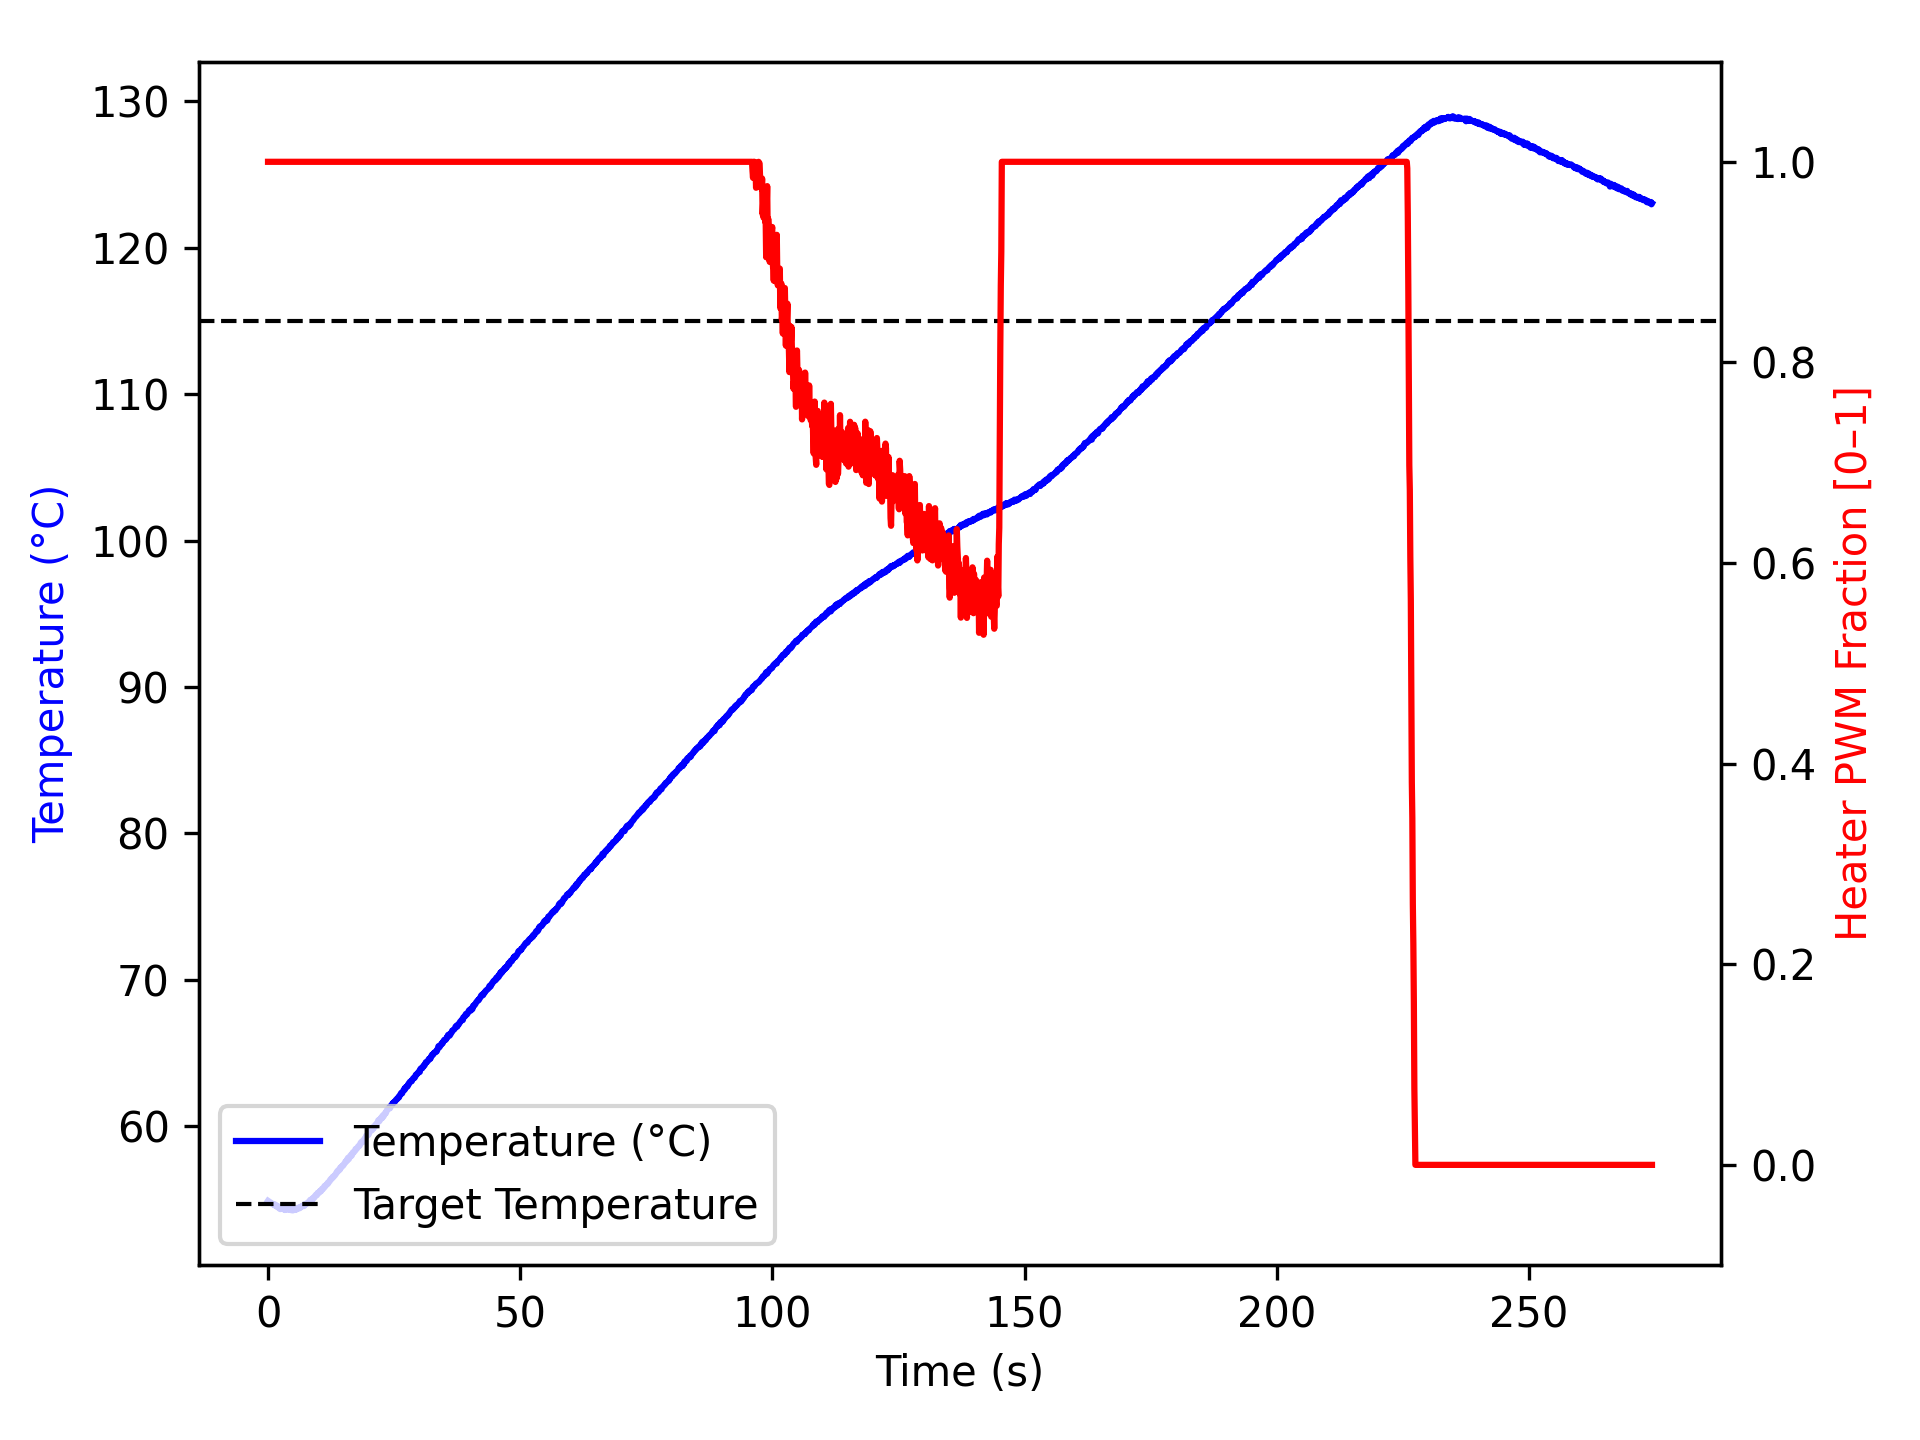 130
120
110
100
90
80
70
60
Temperature (°C)
1.0
0.8
0.6
0.4
0.2
0.0
Heater PWM Fraction [0–1]
Temperature (°C)
Target Temperature
0 50 100 150 200 250
Time (s)